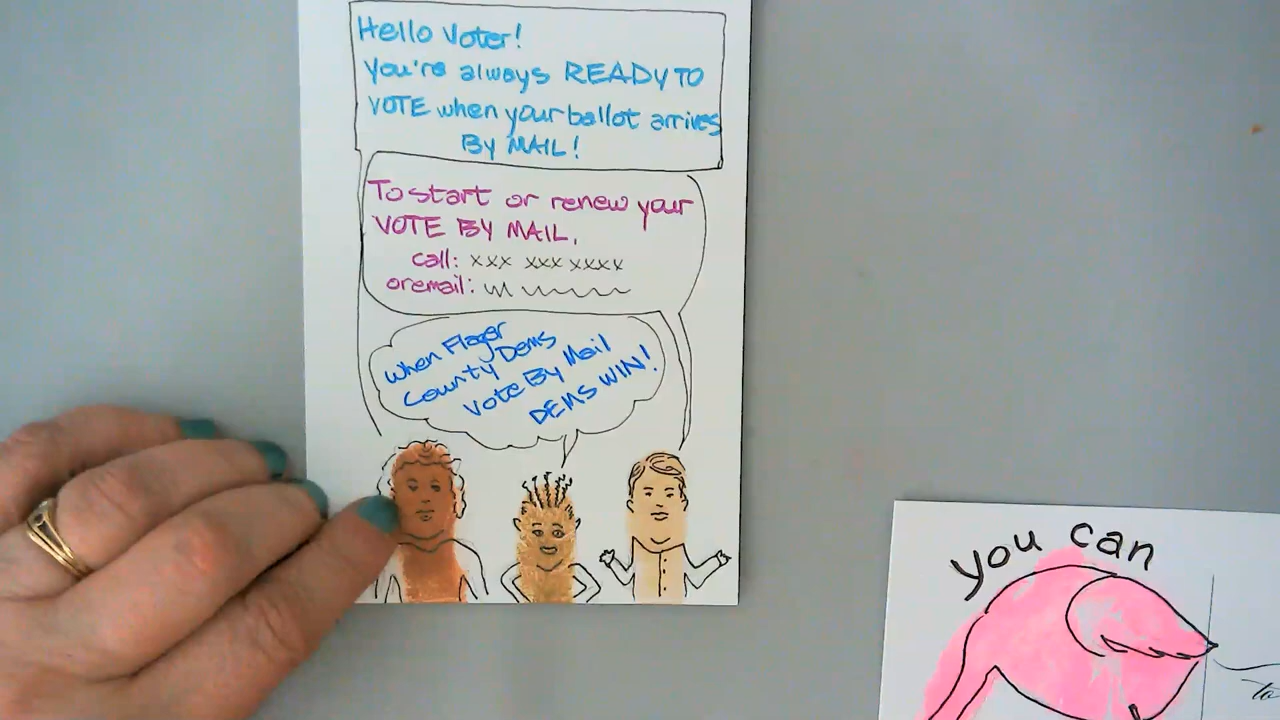 Hello Voter!
You're always READY TO
VOTE when your ballot arrives
By MAIL!
To start or renew your
VOTE BY MAIL,
call: xxx xxx xxxx
or email:
When Flager
County Dems
Vote By Mail
DEMS WIN!
you can
to